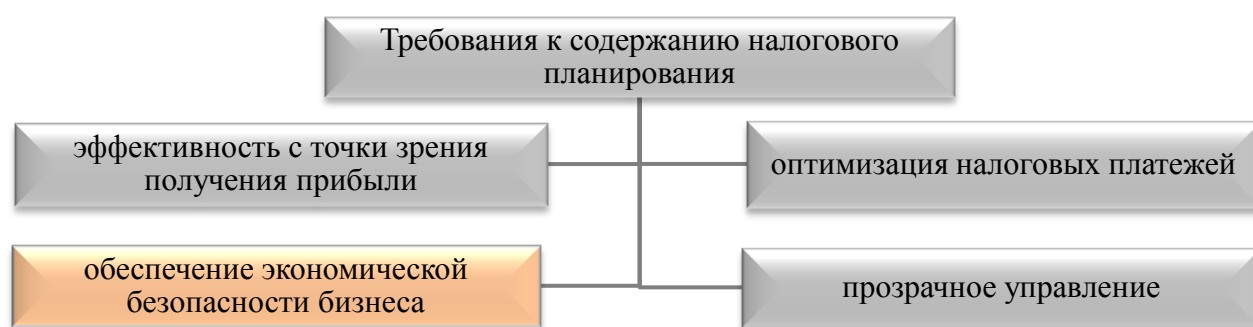 Требования к содержанию налогового
планирования
эффективность с точки зрения
получения прибыли
оптимизация налоговых платежей
обеспечение экономической
безопасности бизнеса
прозрачное управление